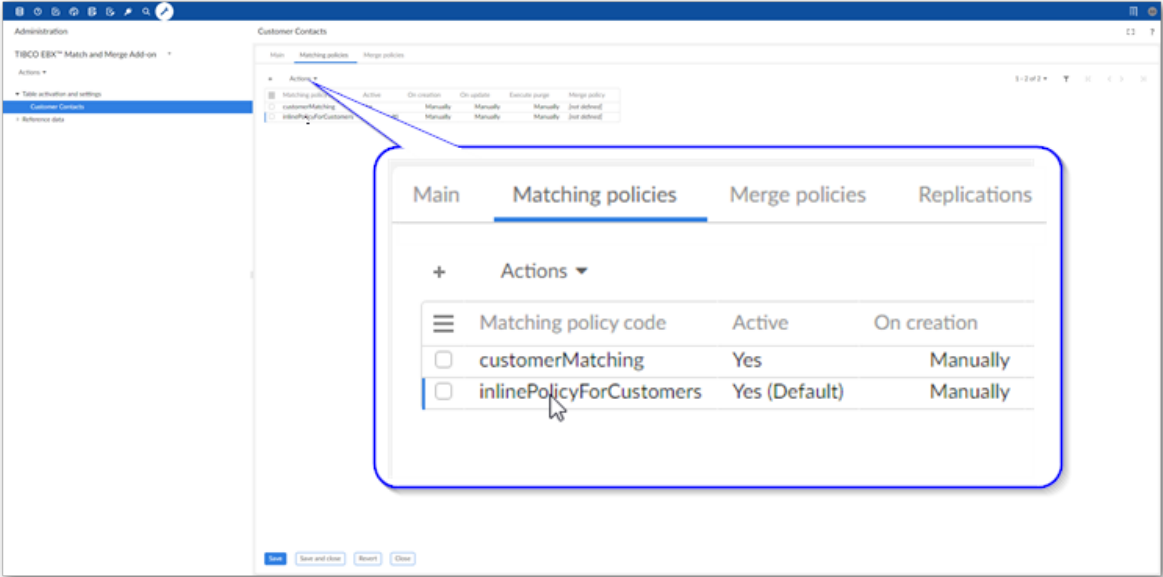 Administration
Customer Contacts
?
TIBCO EBX™ Match and Merge Add-on
Main Matching policies Merge policies
Actions
Actions
1 - 2 of 2
Table activation and settings
Customer Contacts
Reference data
Matching policy Active On creation On update Execute purge Merge policy
customerMatching Manually Manually Manually [not defined]
inlinePolicyForCustomers Manually Manually Manually [not defined]
Main Matching policies Merge policies Replications
+ Actions
Matching policy code Active On creation
customerMatching Yes Manually
inlinePolicyForCustomers Yes (Default) Manually
Save Save and close Revert Close